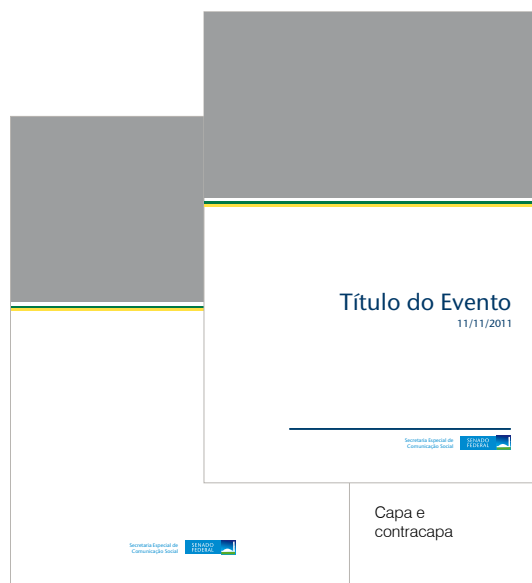 Título do Evento
11/11/2011
Secretaria Especial de
Comunicação Social
SENADO
FEDERAL
Capa e
contracapa
Secretaria Especial de
Comunicação Social
SENADO
FEDERAL